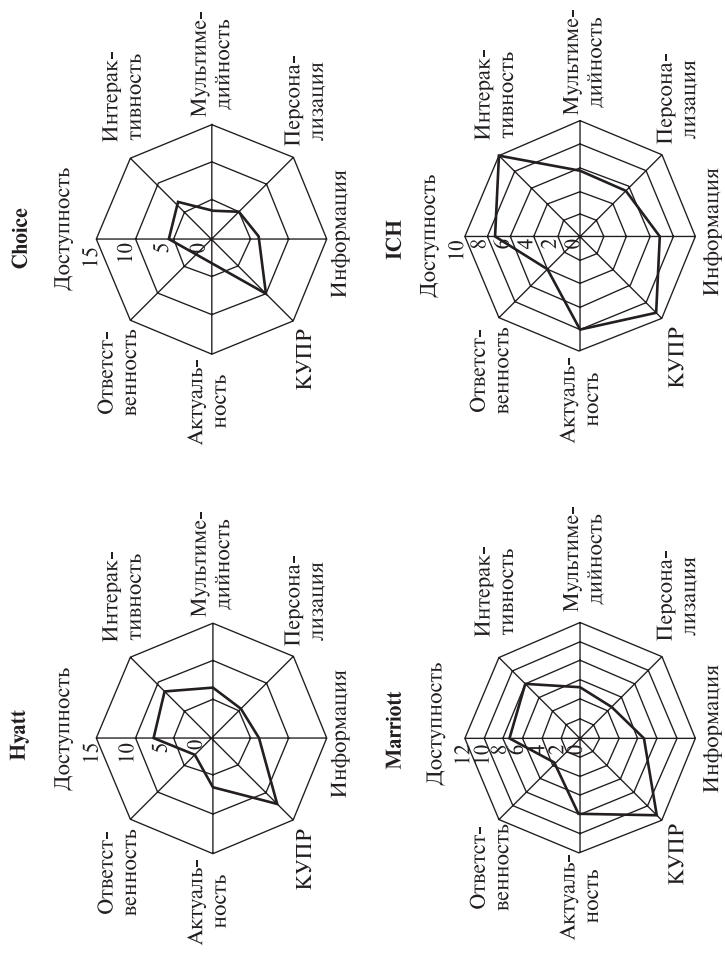 Hyatt
Доступность
Интерак-
тивность
Мультиме-
дийность
Персона-
лизация
Информация
КУПР
Актуаль-
ность
Ответст-
венность
15
10
5
0
Choice
Доступность
Интерак-
тивность
Мультиме-
дийность
Персона-
лизация
Информация
КУПР
Актуаль-
ность
Ответст-
венность
15
10
5
0
Marriott
Доступность
Интерак-
тивность
Мультиме-
дийность
Персона-
лизация
Информация
КУПР
Актуаль-
ность
Ответст-
венность
12
10
8
6
4
2
0
ICH
Доступность
Интерак-
тивность
Мультиме-
дийность
Персона-
лизация
Информация
КУПР
Актуаль-
ность
Ответст-
венность
10
8
6
4
2
0